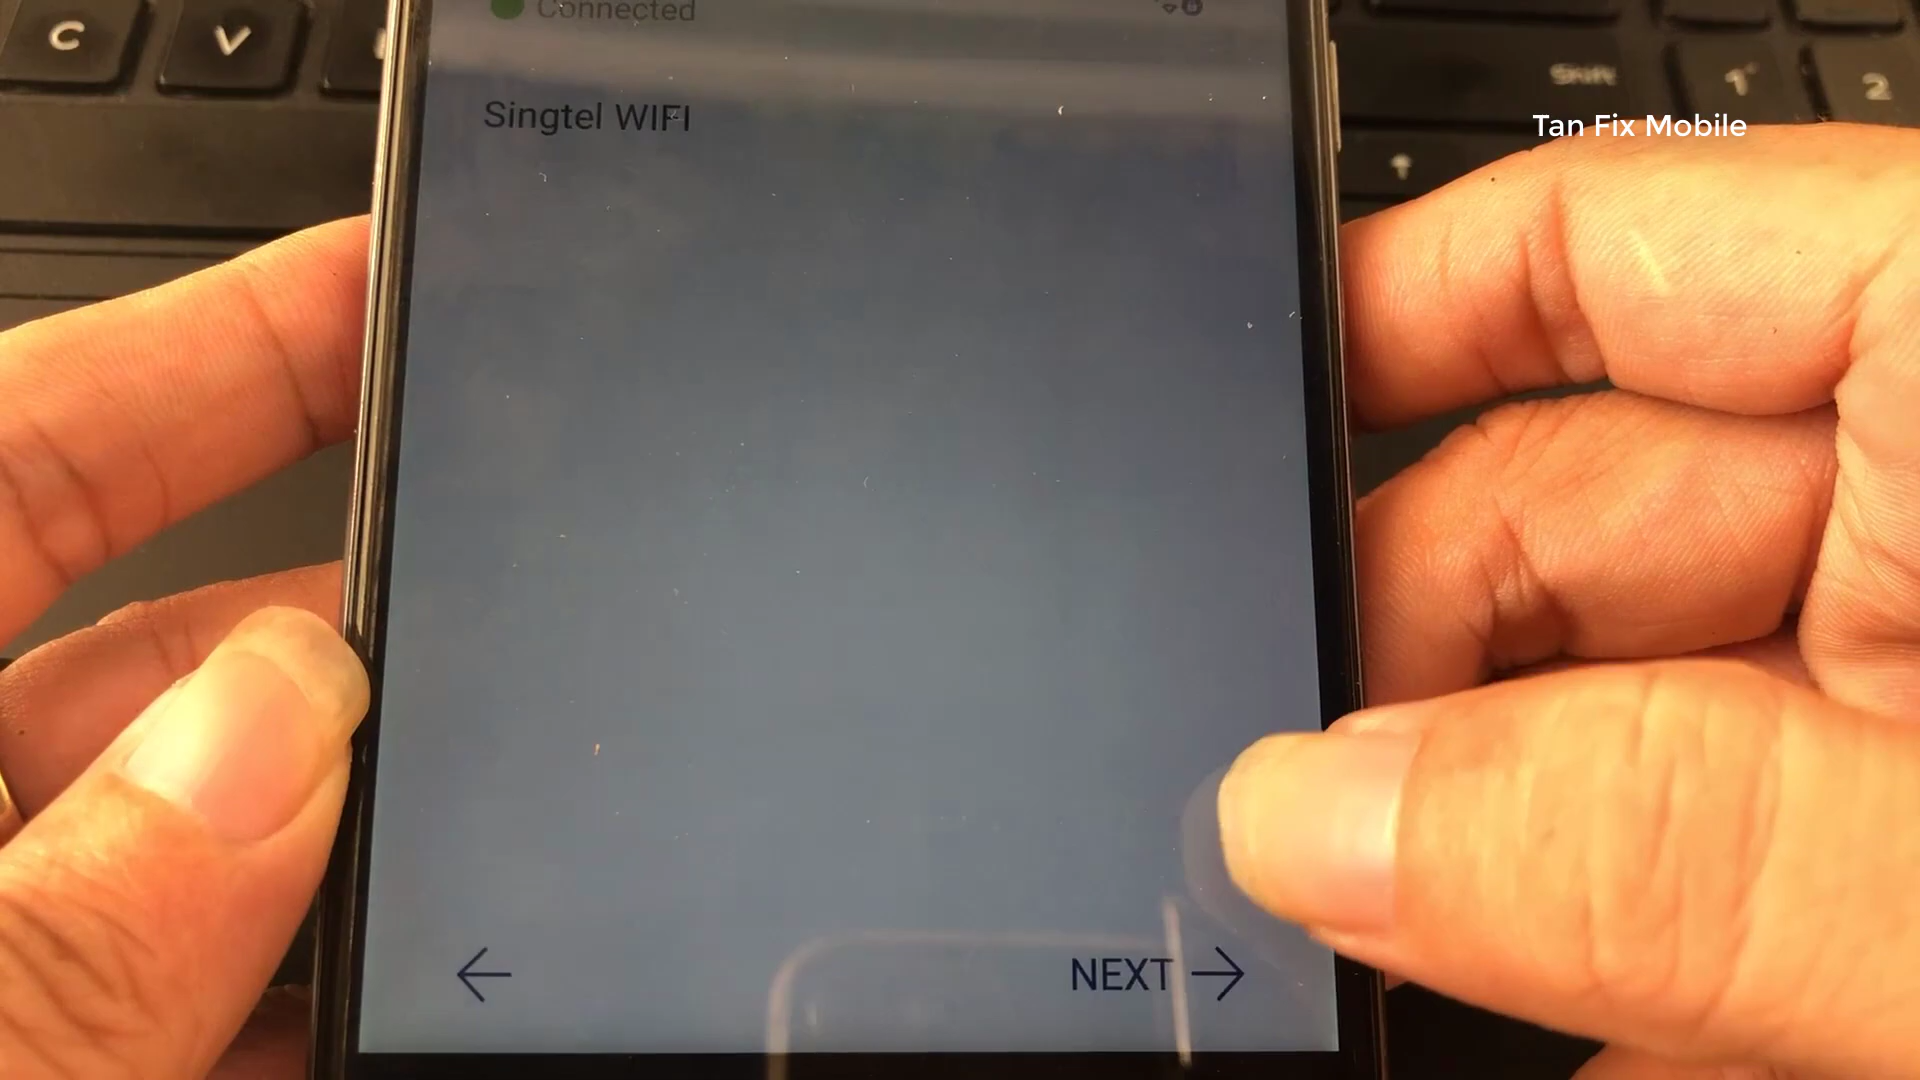 Connected
C
V
Shift
1
2
Singtel WIFI
Tan Fix Mobile
NEXT